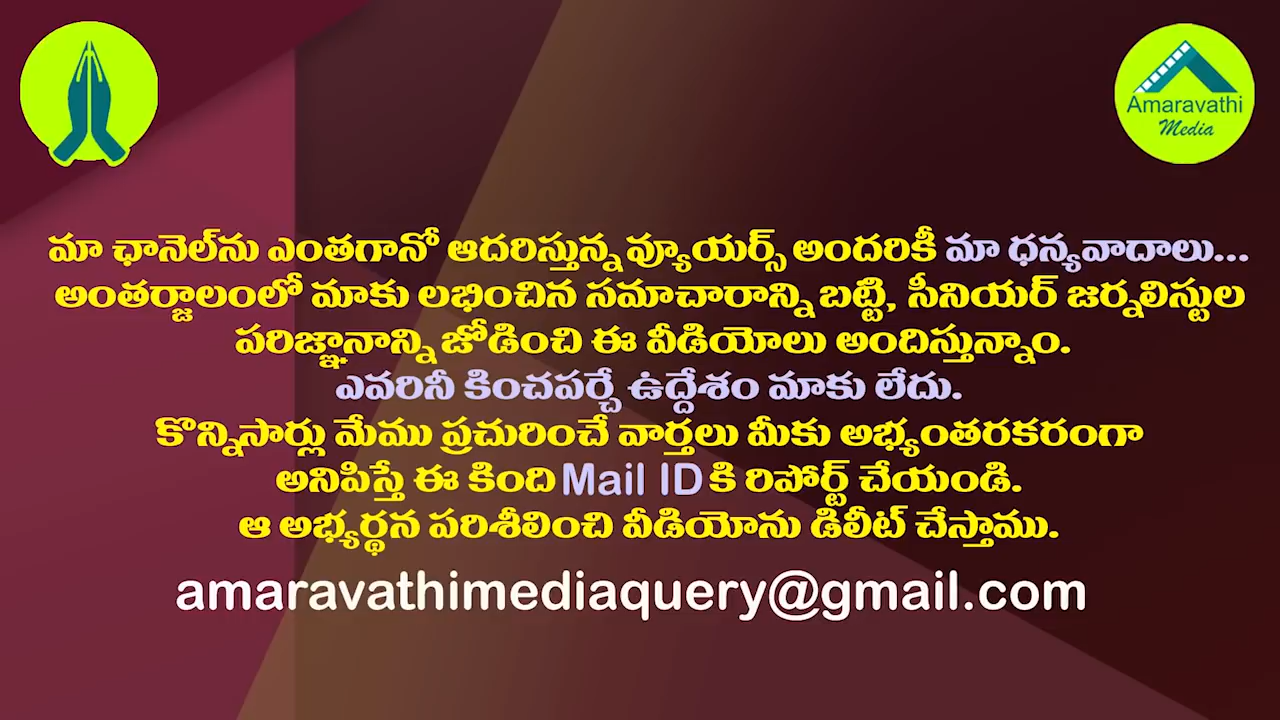 Amaravathi
Media
మా ఛానెల్‌ను ఎంతగానో ఆదరిస్తున్న వ్యూయర్స్ అందరికీ మా ధన్యవాదాలు...
అంతర్జాలంలో మాకు లభించిన సమాచారాన్ని బట్టి, సీనియర్ జర్నలిస్టుల
పరిజ్ఞానాన్ని జోడించి ఈ వీడియోలు అందిస్తున్నాం.
ఎవరినీ కించపర్చే ఉద్దేశం మాకు లేదు.
కొన్నిసార్లు మేము ప్రచురించే వార్తలు మీకు అభ్యంతరకరంగా
అనిపిస్తే ఈ కింది Mail ID కి రిపోర్ట్ చేయండి.
ఆ అభ్యర్థన పరిశీలించి వీడియోను డిలీట్ చేస్తాము.
amaravathimediaquery@gmail.com